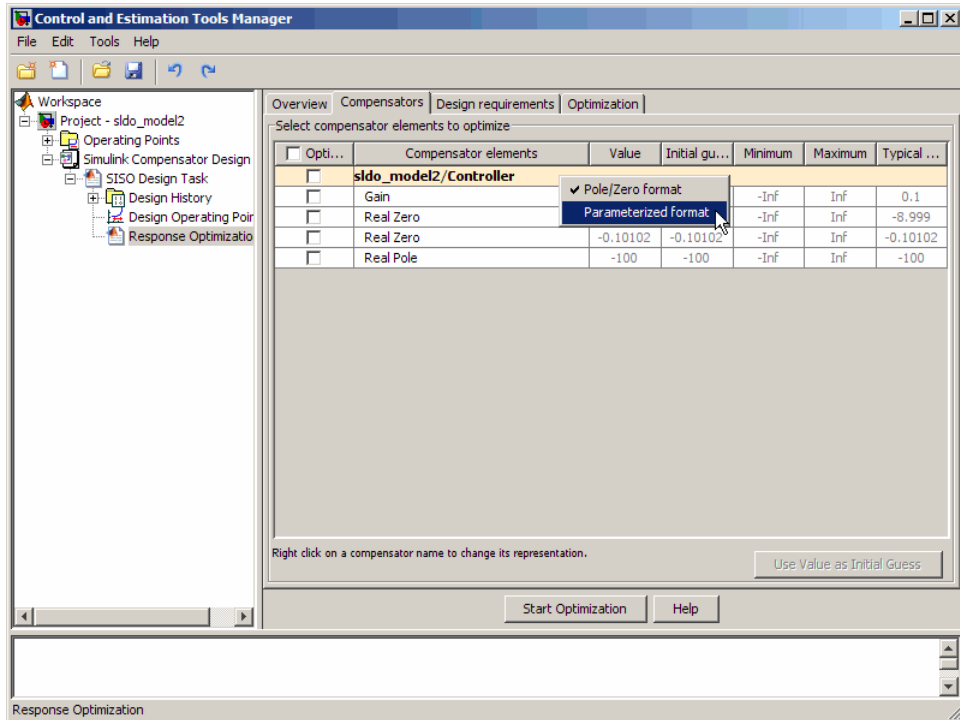 Control and Estimation Tools Manager
File Edit Tools Help
Workspace
Project - sldo_model2
Operating Points
Simulink Compensator Design
SISO Design Task
Design History
Design Operating Poir
Response Optimizatio
Overview Compensators Design requirements Optimization
Select compensator elements to optimize
Opti... Compensator elements Value Initial gu... Minimum Maximum Typical ...
sldo_model2/Controller
Gain -Inf Inf 0.1
Real Zero -Inf Inf -8.999
Real Zero -0.10102 -0.10102 -Inf Inf -0.10102
Real Pole -100 -100 -Inf Inf -100
Pole/Zero format
Parameterized format
Right click on a compensator name to change its representation.
Use Value as Initial Guess
Start Optimization Help
Response Optimization